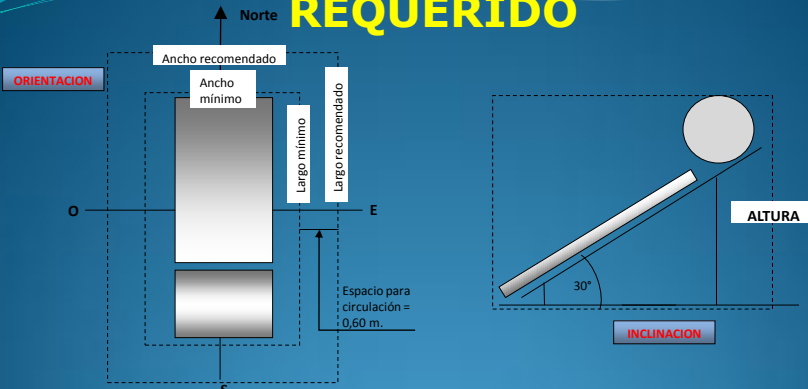 REQUERIDO
Norte
Ancho recomendado
ORIENTACION
Ancho
mínimo
Largo mínimo
Largo recomendado
O
E
ALTURA
30°
Espacio para
circulación =
0,60 m.
INCLINACION
S